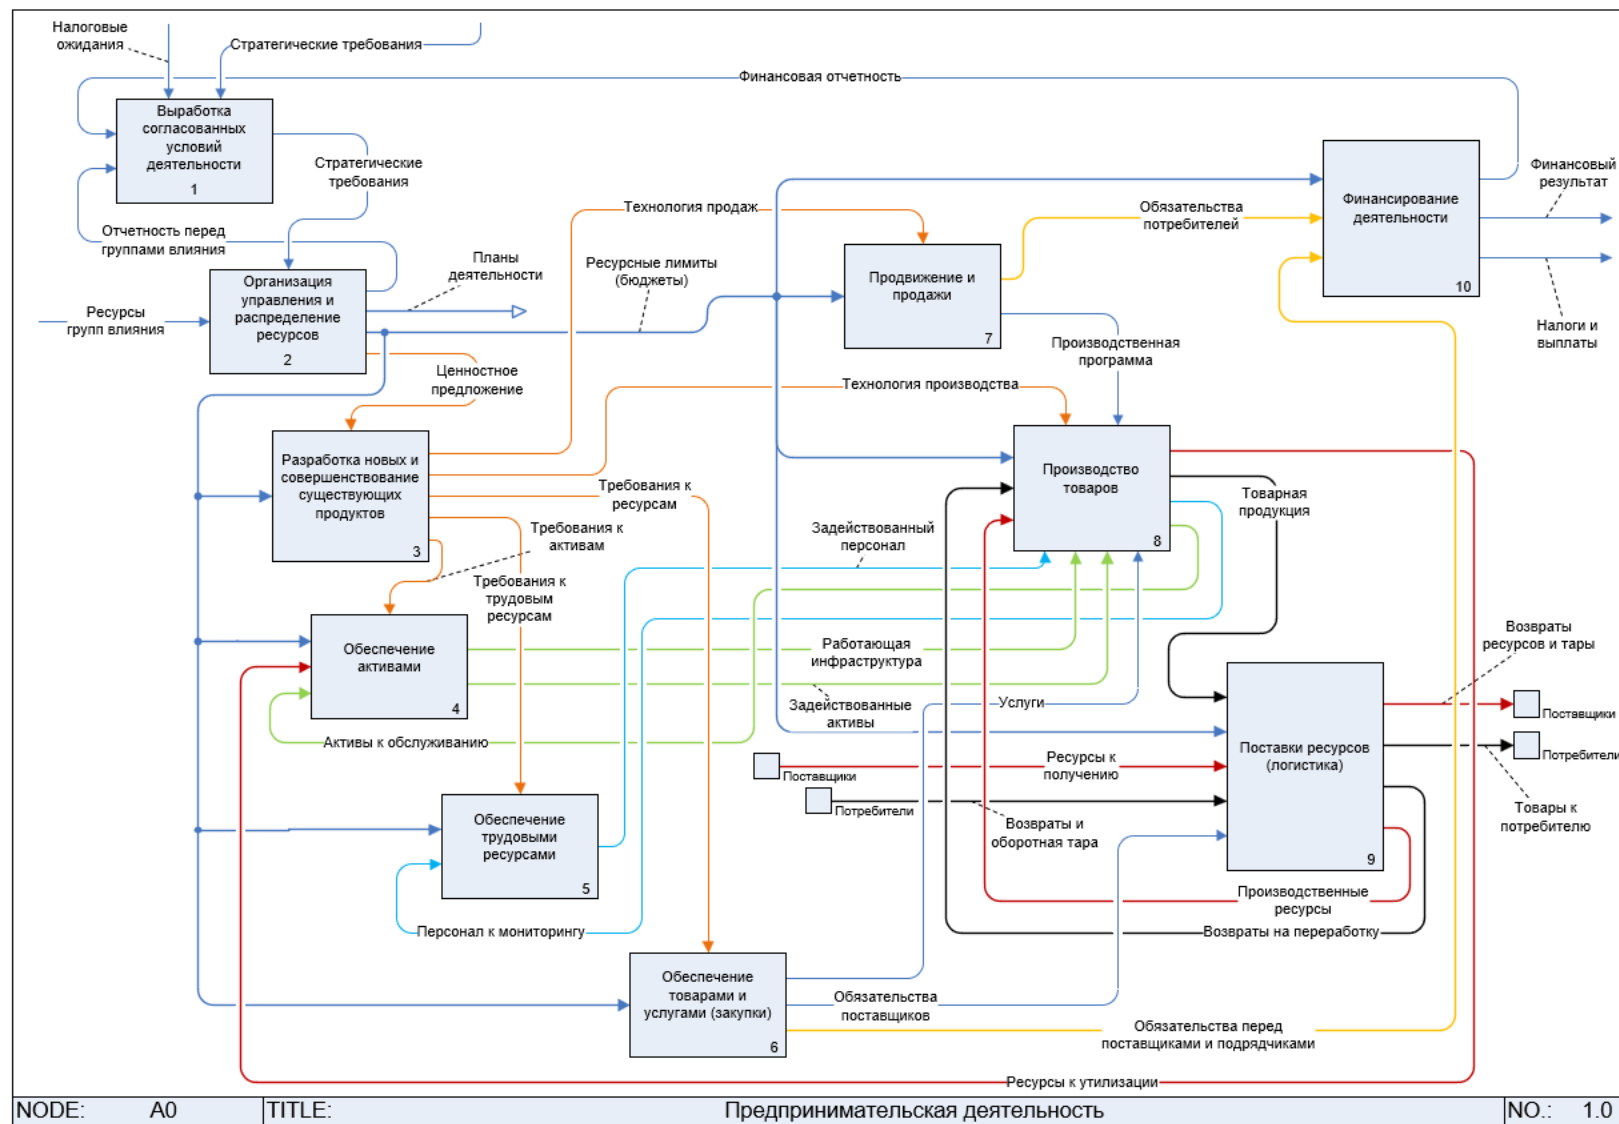 Налоговые
ожидания
Стратегические требования
Финансовая отчетность
Выработка
согласованных
условий
деятельности
1
Стратегические
требования
Финансовый
результат
Финансирование
деятельности
10
Технология продаж
Обязательства
потребителей
Отчетность перед
группами влияния
Планы
деятельности
Ресурсные лимиты
(бюджеты)
Организация
управления и
распределение
ресурсов
2
Продвижение и
продажи
7
Ресурсы
групп влияния
Налоги и
выплаты
Производственная
программа
Ценностное
предложение
Технология производства
Разработка новых и
совершенствование
существующих
продуктов
3
Производство
товаров
8
Требования к
ресурсам
Товарная
продукция
Требования к
активам
Задействованный
персонал
Требования к
трудовым
ресурсам
Обеспечение
активами
4
Работающая
инфраструктура
Возвраты
ресурсов и тары
Задействованные
активы
Услуги
Поставщики
Активы к обслуживанию
Поставки ресурсов
(логистика)
9
Потребители
Ресурсы к
получению
Поставщики
Потребители
Возвраты и
оборотная тара
Товары к
потребителю
Обеспечение
трудовыми
ресурсами
5
Производственные
ресурсы
Персонал к мониторингу
Возвраты на переработку
Обеспечение
товарами и
услугами (закупки)
6
Обязательства
поставщиков
Обязательства перед
поставщиками и подрядчиками
Ресурсы к утилизации
NODE: A0 TITLE: Предпринимательская деятельность NO.: 1.0